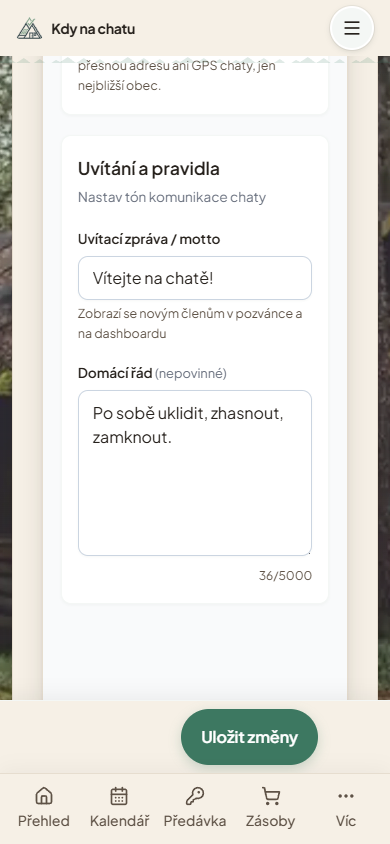 Kdy na chatu
přesnou adresu ani GPS chaty, jen
nejbližší obec.
Uvítání a pravidla
Nastav tón komunikace chaty
Uvítací zpráva / motto
Vítejte na chatě!
Zobrazí se novým členům v pozvánce a
na dashboardu
Domácí řád (nepovinné)
Po sobě uklidit, zhasnout,
zamknout.
36/5000
Uložit změny
Přehled Kalendář Předávka Zásoby Víc